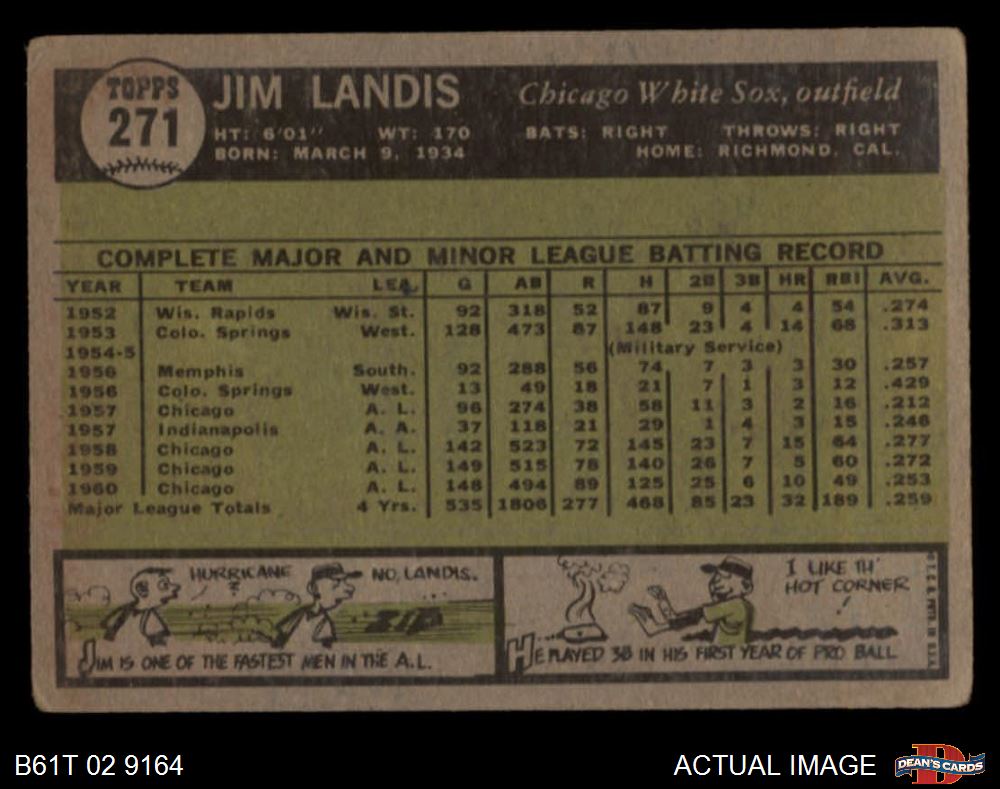 TOPPS
271
JIM LANDIS
Chicago White Sox, outfield
HT: 6'01" WT: 170 BATS: RIGHT THROWS: RIGHT
BORN: MARCH 9, 1934 HOME: RICHMOND, CAL.
COMPLETE MAJOR AND MINOR LEAGUE BATTING RECORD
YEAR TEAM LEA. G AB R H 2B 3B HR RBI AVG.
1952 Wis. Rapids Wis. St. 92 318 52 87 9 4 4 54 .274
1953 Colo. Springs West. 128 473 87 148 23 4 14 68 .313
1954-5 (Military Service)
1956 Memphis South. 92 288 56 74 7 3 3 30 .257
1956 Colo. Springs West. 13 49 18 21 7 1 3 12 .429
1957 Chicago A. L. 96 274 38 58 11 3 2 16 .212
1957 Indianapolis A. A. 37 118 21 29 1 4 3 15 .246
1958 Chicago A. L. 142 523 72 145 23 7 15 64 .277
1959 Chicago A. L. 149 515 78 140 26 7 5 60 .272
1960 Chicago A. L. 148 494 89 125 25 6 10 49 .253
Major League Totals 4 Yrs. 535 1806 277 468 85 23 32 189 .259
HURRICANE ?
NO, LANDIS.
ZIP
JIM IS ONE OF THE FASTEST MEN IN THE A.L.
I LIKE TH'
HOT CORNER
!
HE PLAYED 3B IN HIS FIRST YEAR OF PRO BALL
B61T 02 9164
ACTUAL IMAGE
D
DEAN'S CARDS